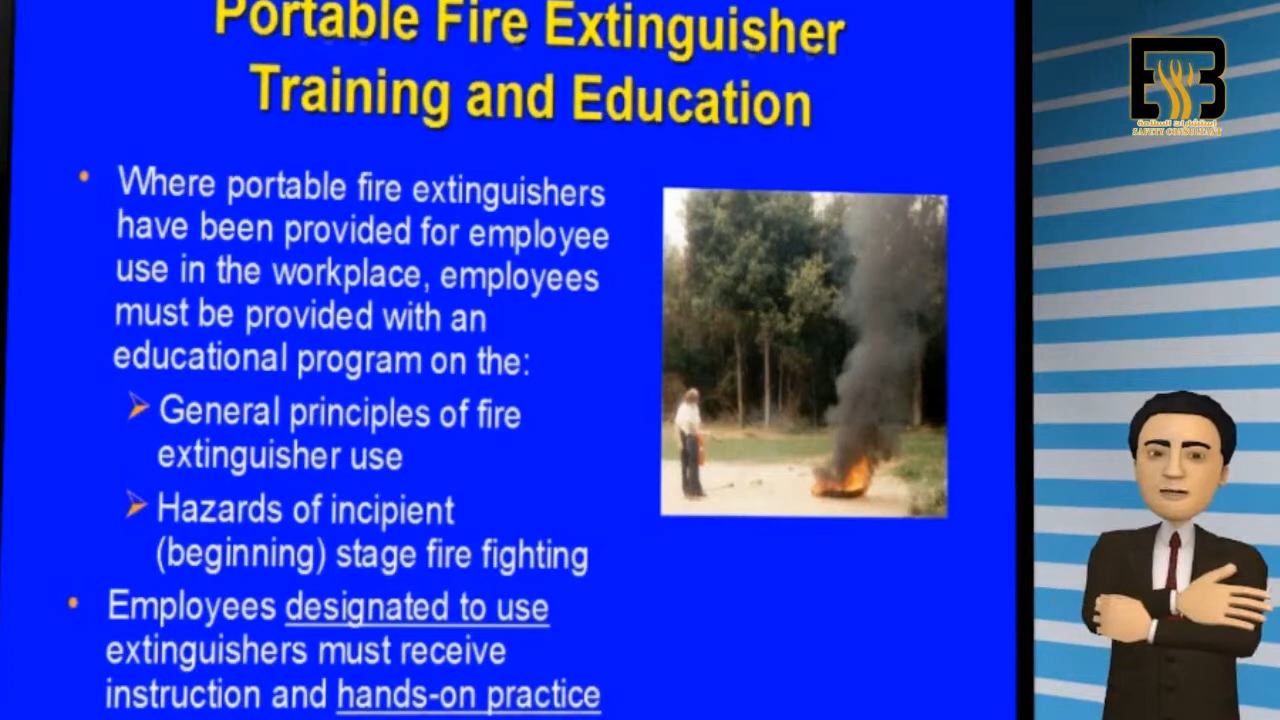 Portable Fire Extinguisher
Training and Education
• Where portable fire extinguishers
have been provided for employee
use in the workplace, employees
must be provided with an
educational program on the:
General principles of fire
extinguisher use
Hazards of incipient
(beginning) stage fire fighting
• Employees designated to use
extinguishers must receive
instruction and hands-on practice
SAFETY CONSULTANT